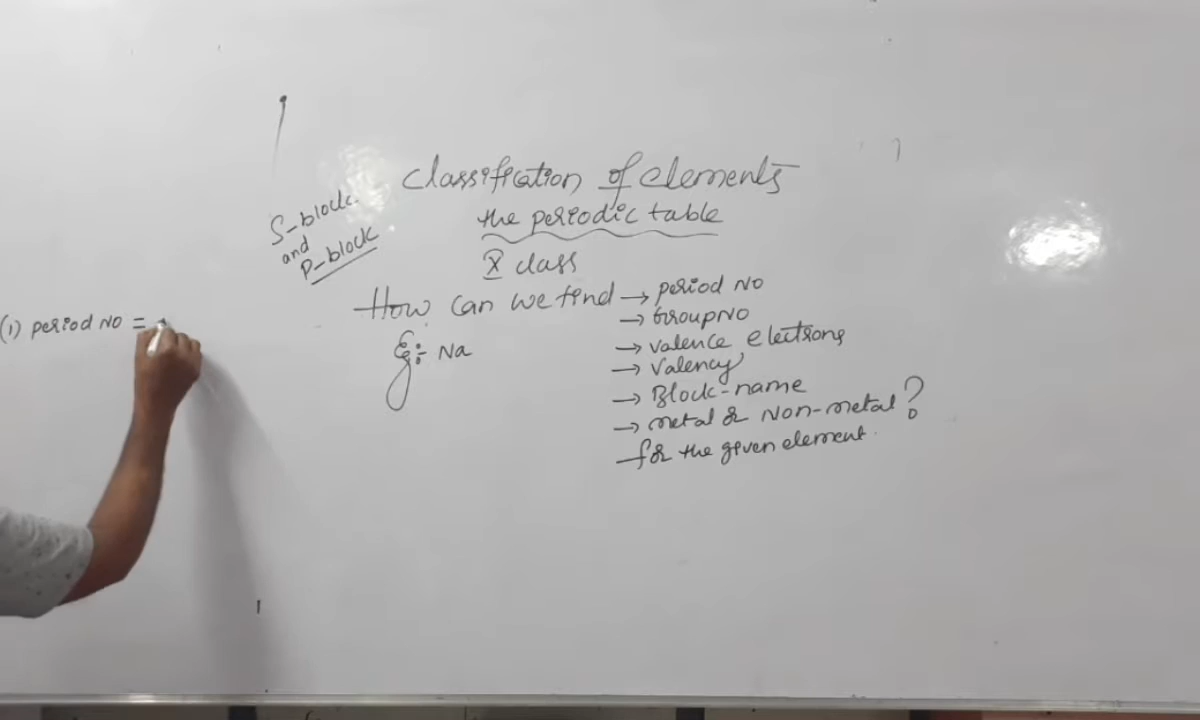 Classification of elements
the periodic table
X class
S-block
and
P-block
How can we find → period NO
→ Group NO
→ valence electrons
→ valency
→ Block-name
→ metal or Non-metal ?
for the given element.
Eg:- Na
(1) period NO =